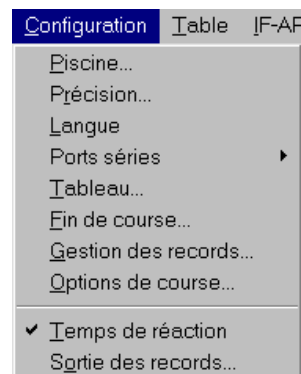 Configuration Table IF-AF
Piscine...
Précision...
Langue
Ports séries
Tableau...
Fin de course...
Gestion des records...
Options de course...
Temps de réaction
Sortie des records...